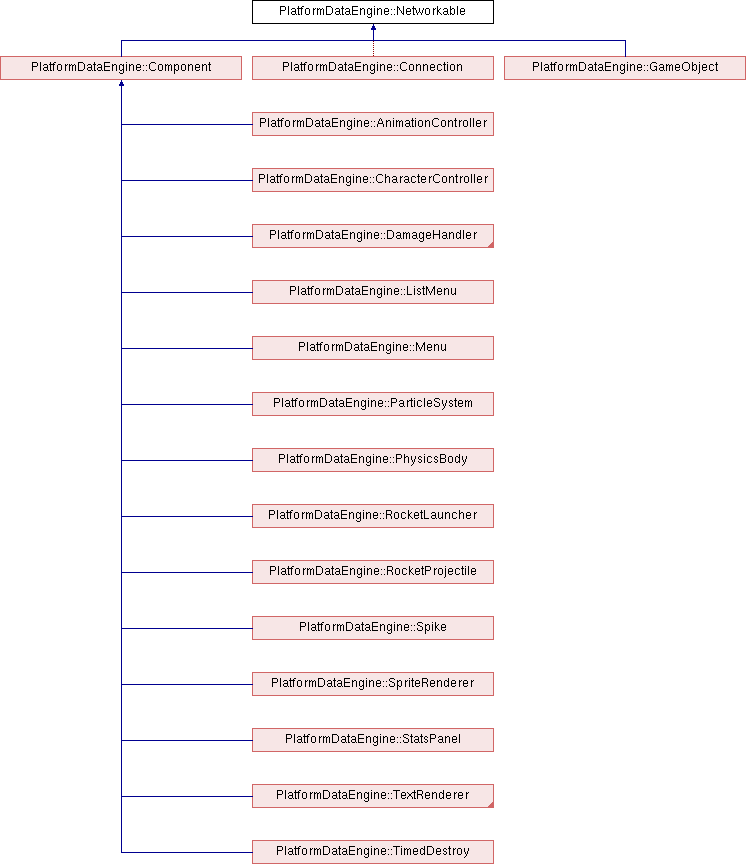 PlatformDataEngine::Networkable
PlatformDataEngine::Component
PlatformDataEngine::Connection
PlatformDataEngine::GameObject
PlatformDataEngine::AnimationController
PlatformDataEngine::CharacterController
PlatformDataEngine::DamageHandler
PlatformDataEngine::ListMenu
PlatformDataEngine::Menu
PlatformDataEngine::ParticleSystem
PlatformDataEngine::PhysicsBody
PlatformDataEngine::RocketLauncher
PlatformDataEngine::RocketProjectile
PlatformDataEngine::Spike
PlatformDataEngine::SpriteRenderer
PlatformDataEngine::StatsPanel
PlatformDataEngine::TextRenderer
PlatformDataEngine::TimedDestroy